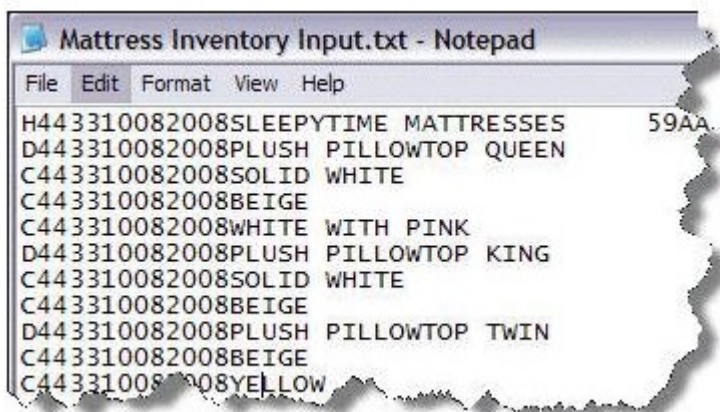 Mattress Inventory Input.txt - Notepad
File Edit Format View Help
H443310082008SLEEPYTIME MATTRESSES 59AA
D443310082008PLUSH PILLOWTOP QUEEN
C443310082008SOLID WHITE
C443310082008BEIGE
C443310082008WHITE WITH PINK
D443310082008PLUSH PILLOWTOP KING
C443310082008SOLID WHITE
C443310082008BEIGE
D443310082008PLUSH PILLOWTOP TWIN
C443310082008BEIGE
C443310082008YELLOW